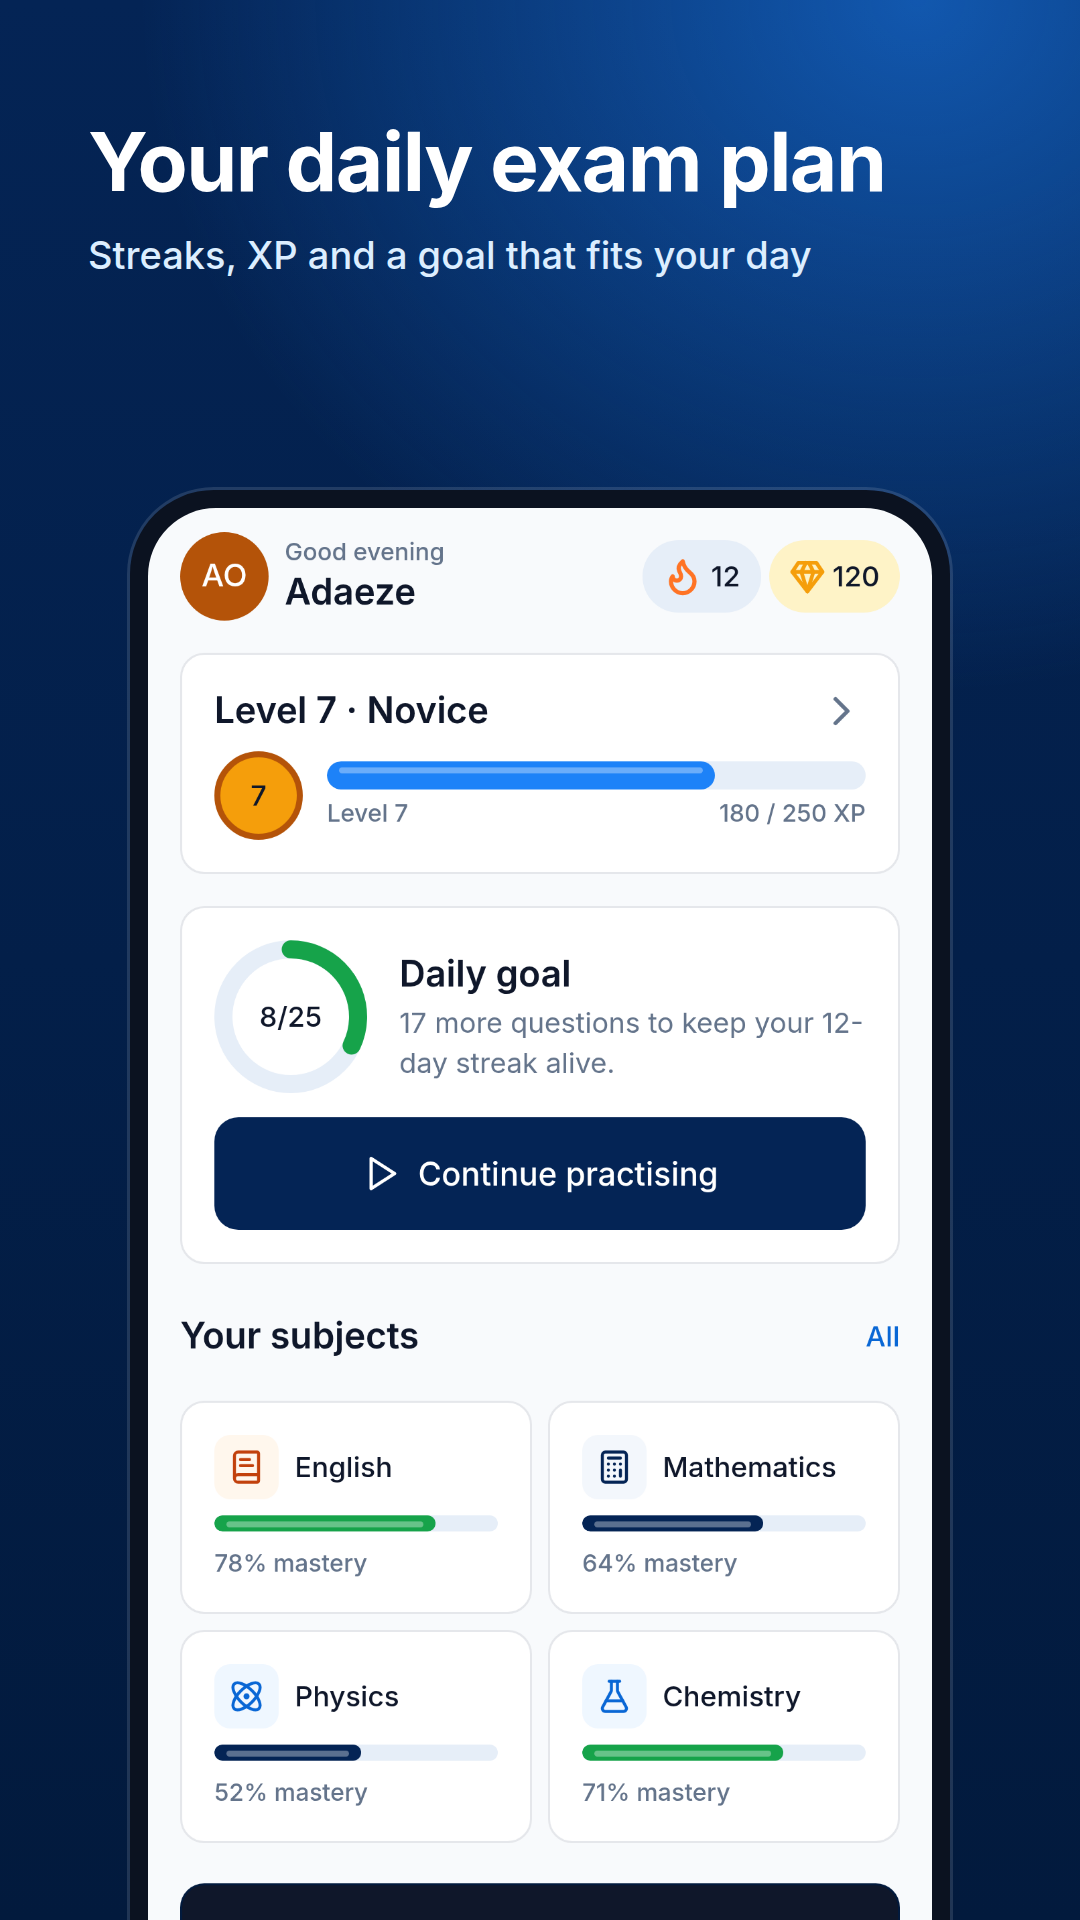 Your daily exam plan
Streaks, XP and a goal that fits your day
AO
Good evening
Adaeze
12
120
Level 7 · Novice
7
Level 7
180 / 250 XP
8/25
Daily goal
17 more questions to keep your 12-
day streak alive.
Continue practising
Your subjects
All
English
78% mastery
Mathematics
64% mastery
Physics
52% mastery
Chemistry
71% mastery